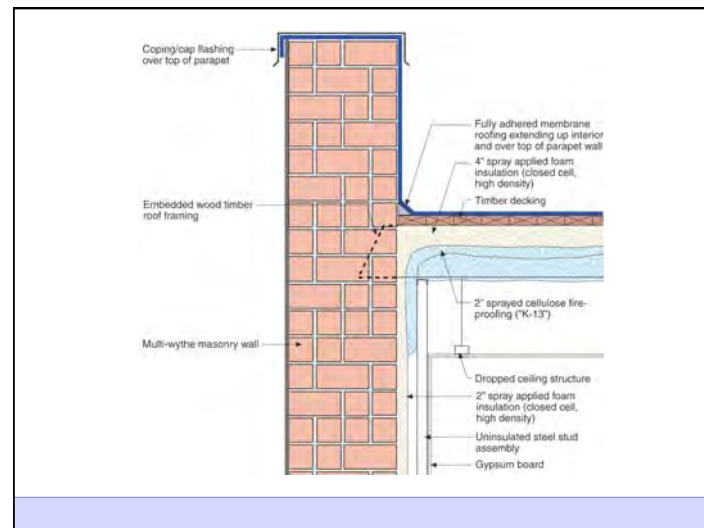 Coping/cap flashing
over top of parapet
Fully adhered membrane
roofing extending up interior
and over top of parapet wall
4" spray applied foam
insulation (closed cell,
high density)
Timber decking
Embedded wood timber
roof framing
2" sprayed cellulose fire-
proofing ("K-13")
Multi-wythe masonry wall
Dropped ceiling structure
2" spray applied foam
insulation (closed cell,
high density)
Uninsulated steel stud
assembly
Gypsum board